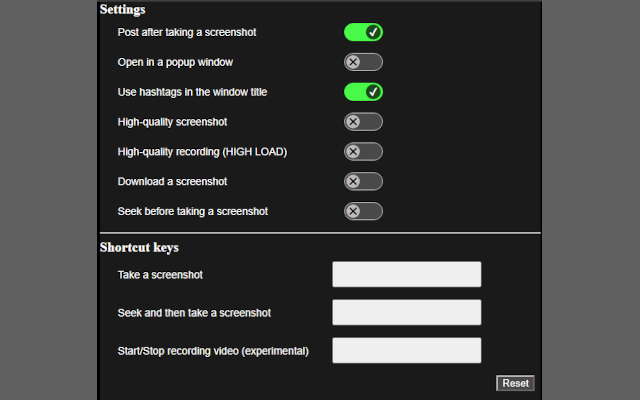 Settings
Post after taking a screenshot
Open in a popup window
Use hashtags in the window title
High-quality screenshot
High-quality recording (HIGH LOAD)
Download a screenshot
Seek before taking a screenshot
Shortcut keys
Take a screenshot
Seek and then take a screenshot
Start/Stop recording video (experimental)
Reset